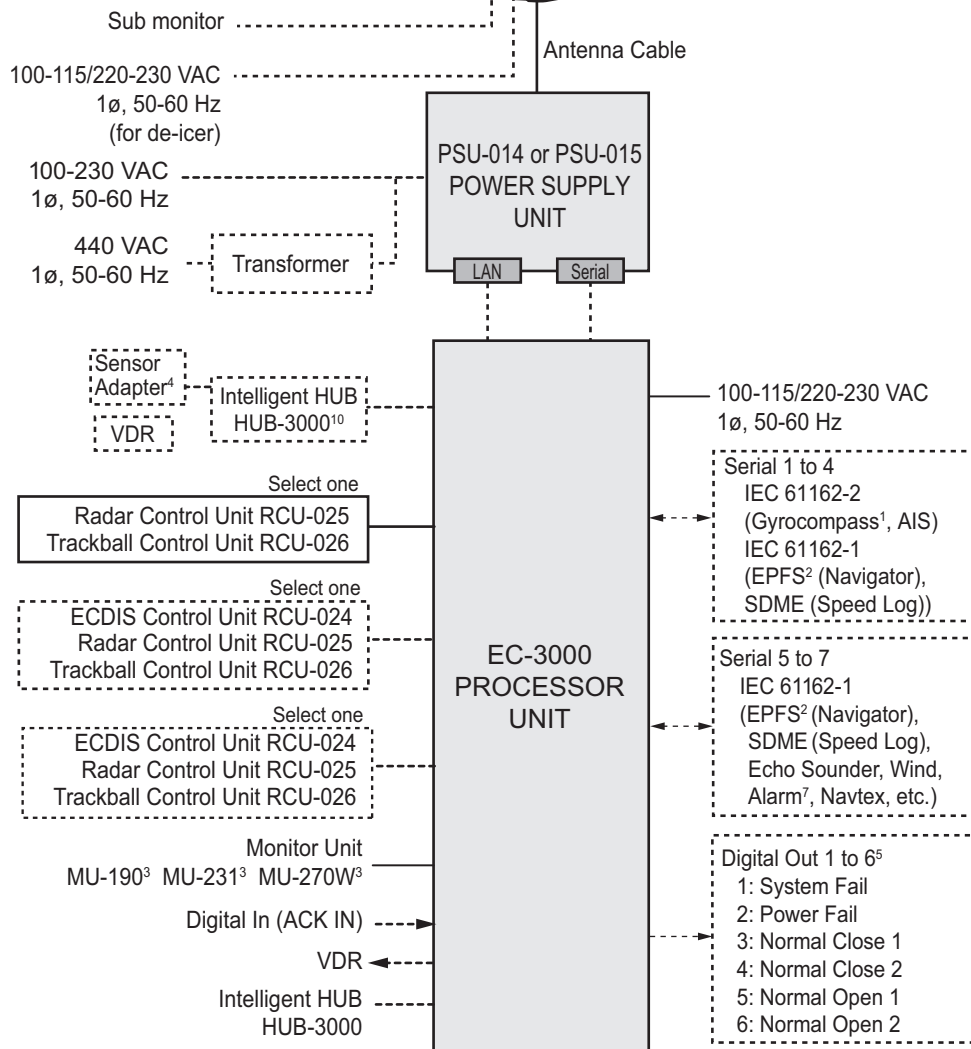 Sub monitor
Antenna Cable
100-115/220-230 VAC
1ø, 50-60 Hz
(for de-icer)
PSU-014 or PSU-015
POWER SUPPLY
UNIT
100-230 VAC
1ø, 50-60 Hz
440 VAC
1ø, 50-60 Hz
Transformer
LAN
Serial
Sensor
Adapter⁴
VDR
Intelligent HUB
HUB-3000¹⁰
100-115/220-230 VAC
1ø, 50-60 Hz
Select one
Radar Control Unit RCU-025
Trackball Control Unit RCU-026
Select one
ECDIS Control Unit RCU-024
Radar Control Unit RCU-025
Trackball Control Unit RCU-026
Select one
ECDIS Control Unit RCU-024
Radar Control Unit RCU-025
Trackball Control Unit RCU-026
EC-3000
PROCESSOR
UNIT
Serial 1 to 4
IEC 61162-2
(Gyrocompass¹, AIS)
IEC 61162-1
(EPFS² (Navigator),
SDME (Speed Log))
Serial 5 to 7
IEC 61162-1
(EPFS² (Navigator),
SDME (Speed Log),
Echo Sounder, Wind,
Alarm⁷, Navtex, etc.)
Monitor Unit
MU-190³ MU-231³ MU-270W³
Digital In (ACK IN)
VDR
Intelligent HUB
HUB-3000
Digital Out 1 to 6⁵
1: System Fail
2: Power Fail
3: Normal Close 1
4: Normal Close 2
5: Normal Open 1
6: Normal Open 2